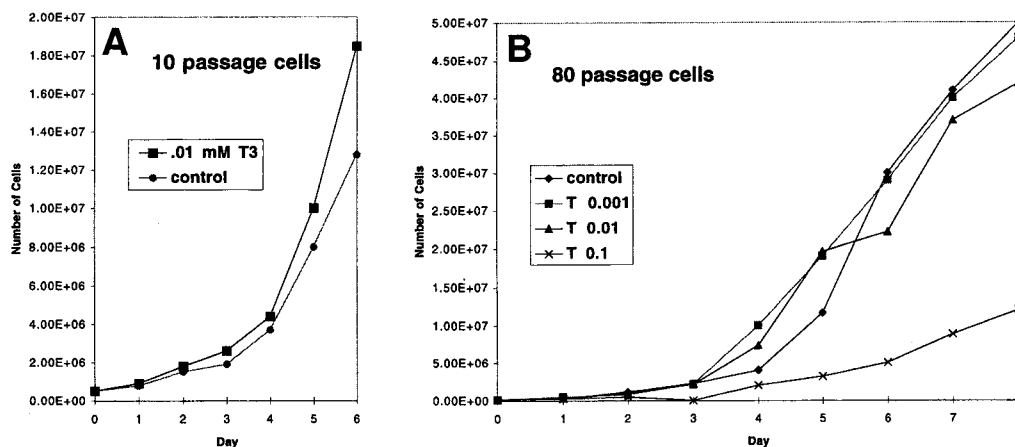 A
10 passage cells
2.00E+07
1.80E+07
1.60E+07
1.40E+07
1.20E+07
1.00E+07
8.00E+06
6.00E+06
4.00E+06
2.00E+06
0.00E+00
Number of Cells
.01 mM T3
control
0 1 2 3 4 5 6
Day
B
80 passage cells
5.00E+07
4.50E+07
4.00E+07
3.50E+07
3.00E+07
2.50E+07
2.00E+07
1.50E+07
1.00E+07
5.00E+06
0.00E+00
Number of Cells
control
T 0.001
T 0.01
T 0.1
0 1 2 3 4 5 6 7
Day